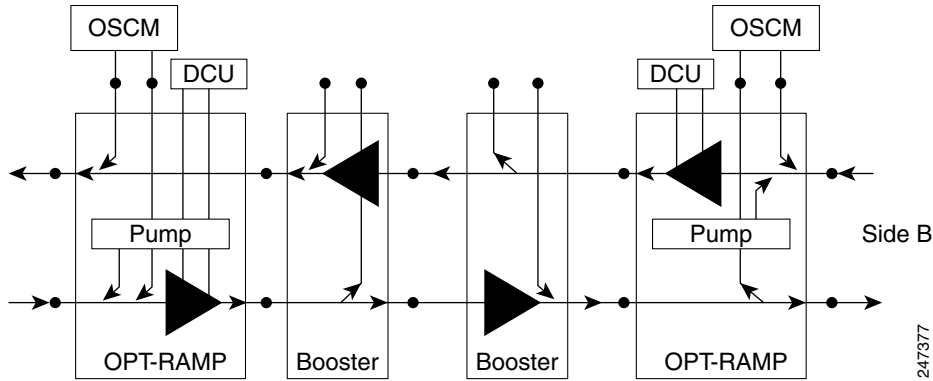 OSCM
OSCM
DCU
DCU
Pump
Pump
Side B
OPT-RAMP
Booster
Booster
OPT-RAMP
247377